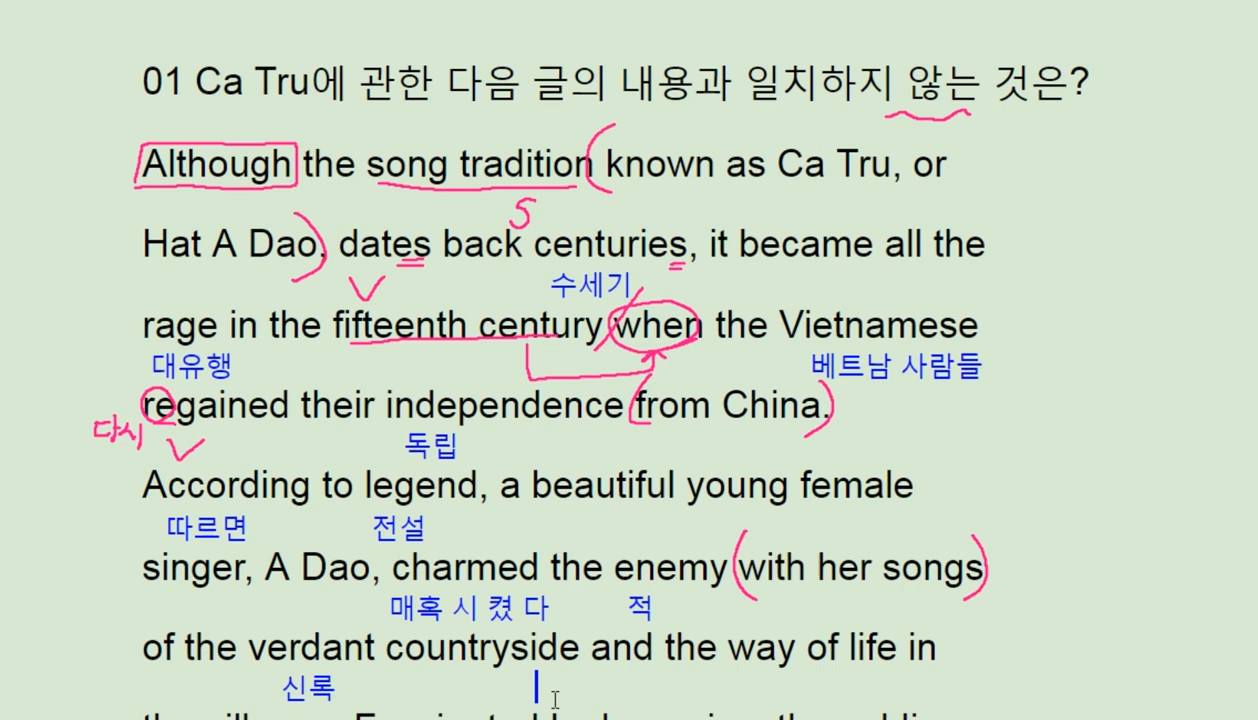 01 Ca Tru에 관한 다음 글의 내용과 일치하지 않는 것은?
Although the song tradition known as Ca Tru, or
S
Hat A Dao, dates back centuries, it became all the
수세기
rage in the fifteenth century when the Vietnamese
대유행 베트남 사람들
regained their independence from China.
당시
독립
According to legend, a beautiful young female
따르면 전설
singer, A Dao, charmed the enemy with her songs
매혹 시 켰 다 적
of the verdant countryside and the way of life in
신록